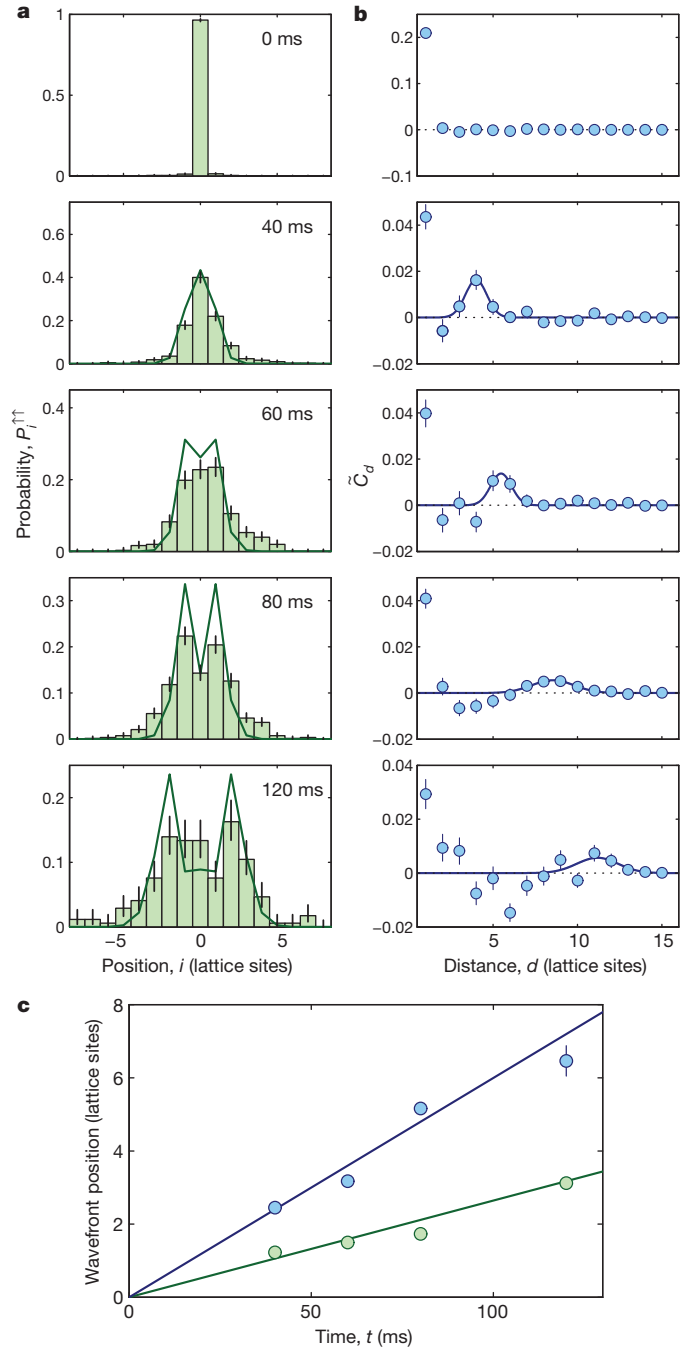 a
b
1
0.5
0
0 ms
0.2
0.1
0
−0.1
0.6
0.4
0.2
0
40 ms
0.04
0.02
0
−0.02
0.4
0.2
0
60 ms
0.04
0.02
0
−0.02
0.3
0.2
0.1
0
80 ms
0.04
0.02
0
−0.02
0.2
0.1
0
120 ms
0.04
0.02
0
−0.02
Probability, P_i^↑↑
C̃_d
−5 0 5
5 10 15
Position, i (lattice sites)
Distance, d (lattice sites)
c
8
6
4
2
0
Wavefront position (lattice sites)
0 50 100
Time, t (ms)